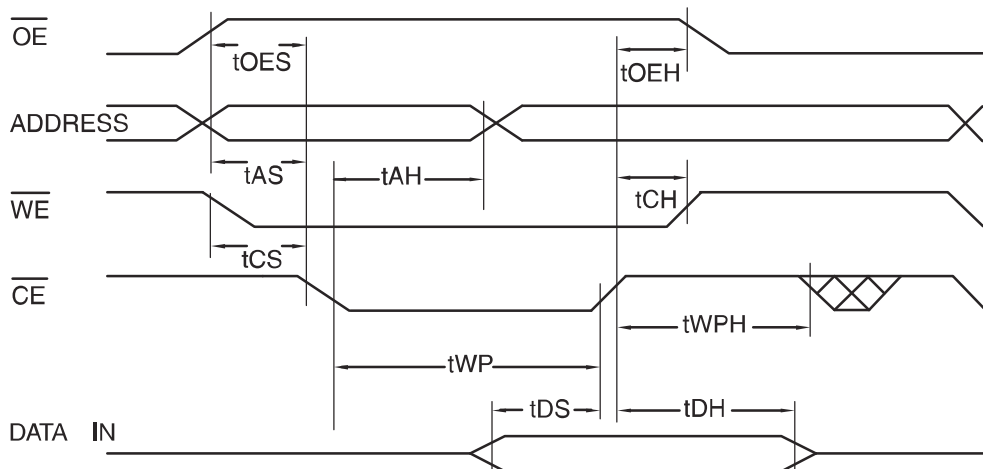 OE
tOES
tOEH
ADDRESS
tAS
tAH
WE
tCH
tCS
CE
tWPH
tWP
tDS
tDH
DATA IN